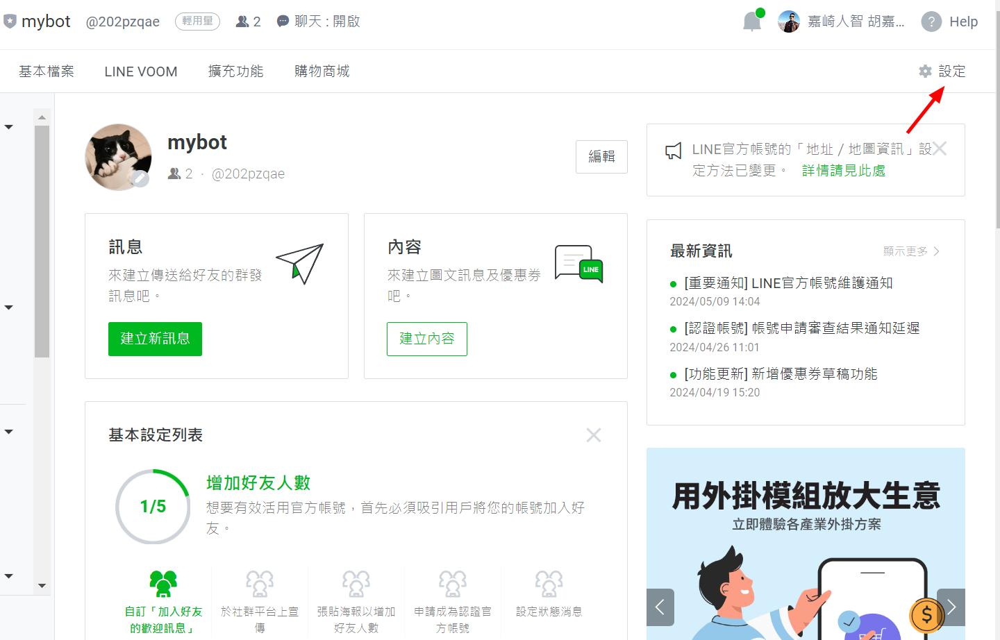 mybot @202pzqae 輕用量 2 聊天 : 開啟
嘉崎人智 胡嘉... ? Help
基本檔案 LINE VOOM 擴充功能 購物商城 設定
mybot
2 · @202pzqae
編輯
LINE官方帳號的「地址 / 地圖資訊」設
定方法已變更。 詳情請見此處
訊息
來建立傳送給好友的群發
訊息吧。
建立新訊息
內容
來建立圖文訊息及優惠券
吧。
LINE
建立內容
最新資訊 顯示更多
[重要通知] LINE官方帳號維護通知
2024/05/09 14:04
[認證帳號] 帳號申請審查結果通知延遲
2024/04/26 11:01
[功能更新] 新增優惠券草稿功能
2024/04/19 15:20
基本設定列表
1/5
增加好友人數
想要有效活用官方帳號，首先必須吸引用戶將您的帳號加入好
友。
自訂「加入好友
的歡迎訊息」
於社群平台上宣
傳
張貼海報以增加
好友人數
申請成為認證官
方帳號
設定狀態消息
用外掛模組放大生意
立即體驗各產業外掛方案
$